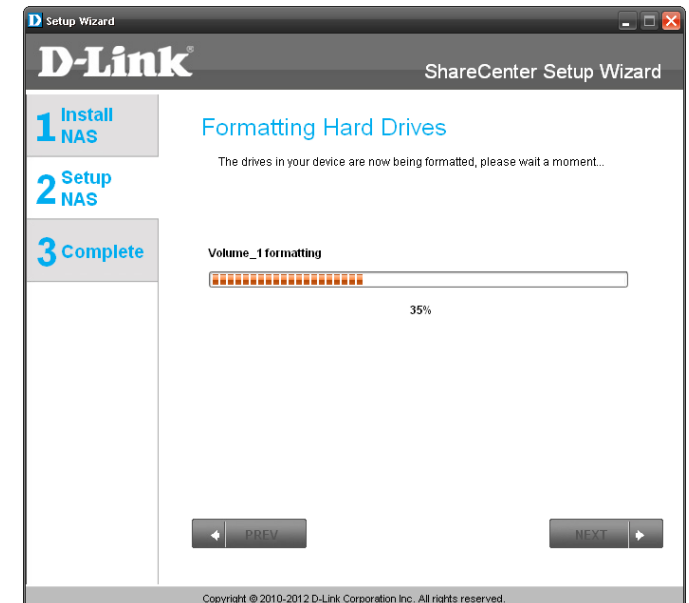 D Setup Wizard
D-Link®
ShareCenter Setup Wizard
1 Install
NAS
2 Setup
NAS
3 Complete
Formatting Hard Drives
The drives in your device are now being formatted, please wait a moment...
Volume_1 formatting
35%
PREV
NEXT
Copyright © 2010-2012 D-Link Corporation Inc. All rights reserved.